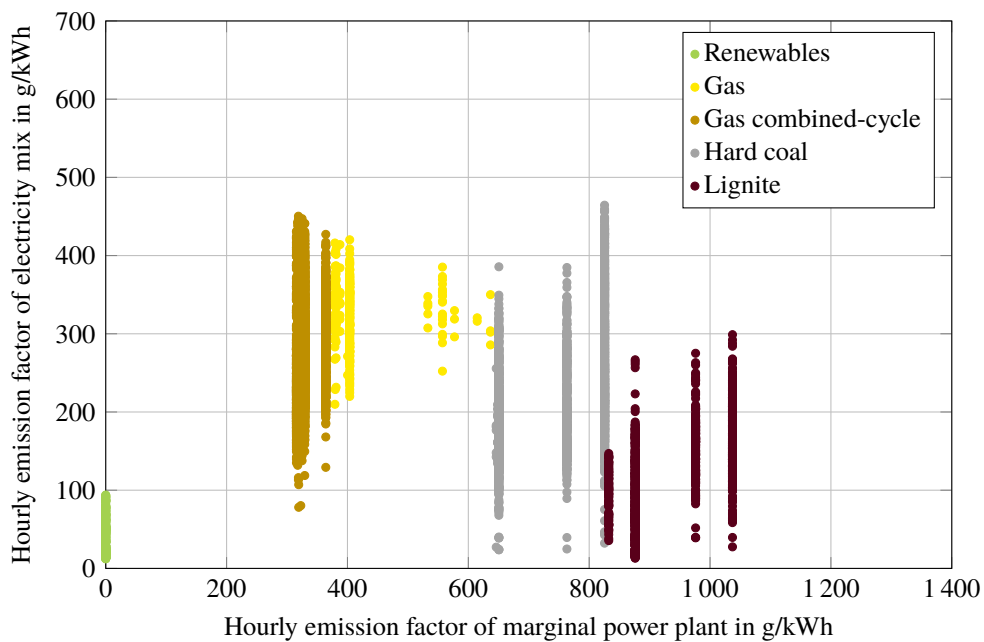 Hourly emission factor of electricity mix in g/kWh
700
600
500
400
300
200
100
0
Renewables
Gas
Gas combined-cycle
Hard coal
Lignite
0 200 400 600 800 1 000 1 200 1 400
Hourly emission factor of marginal power plant in g/kWh